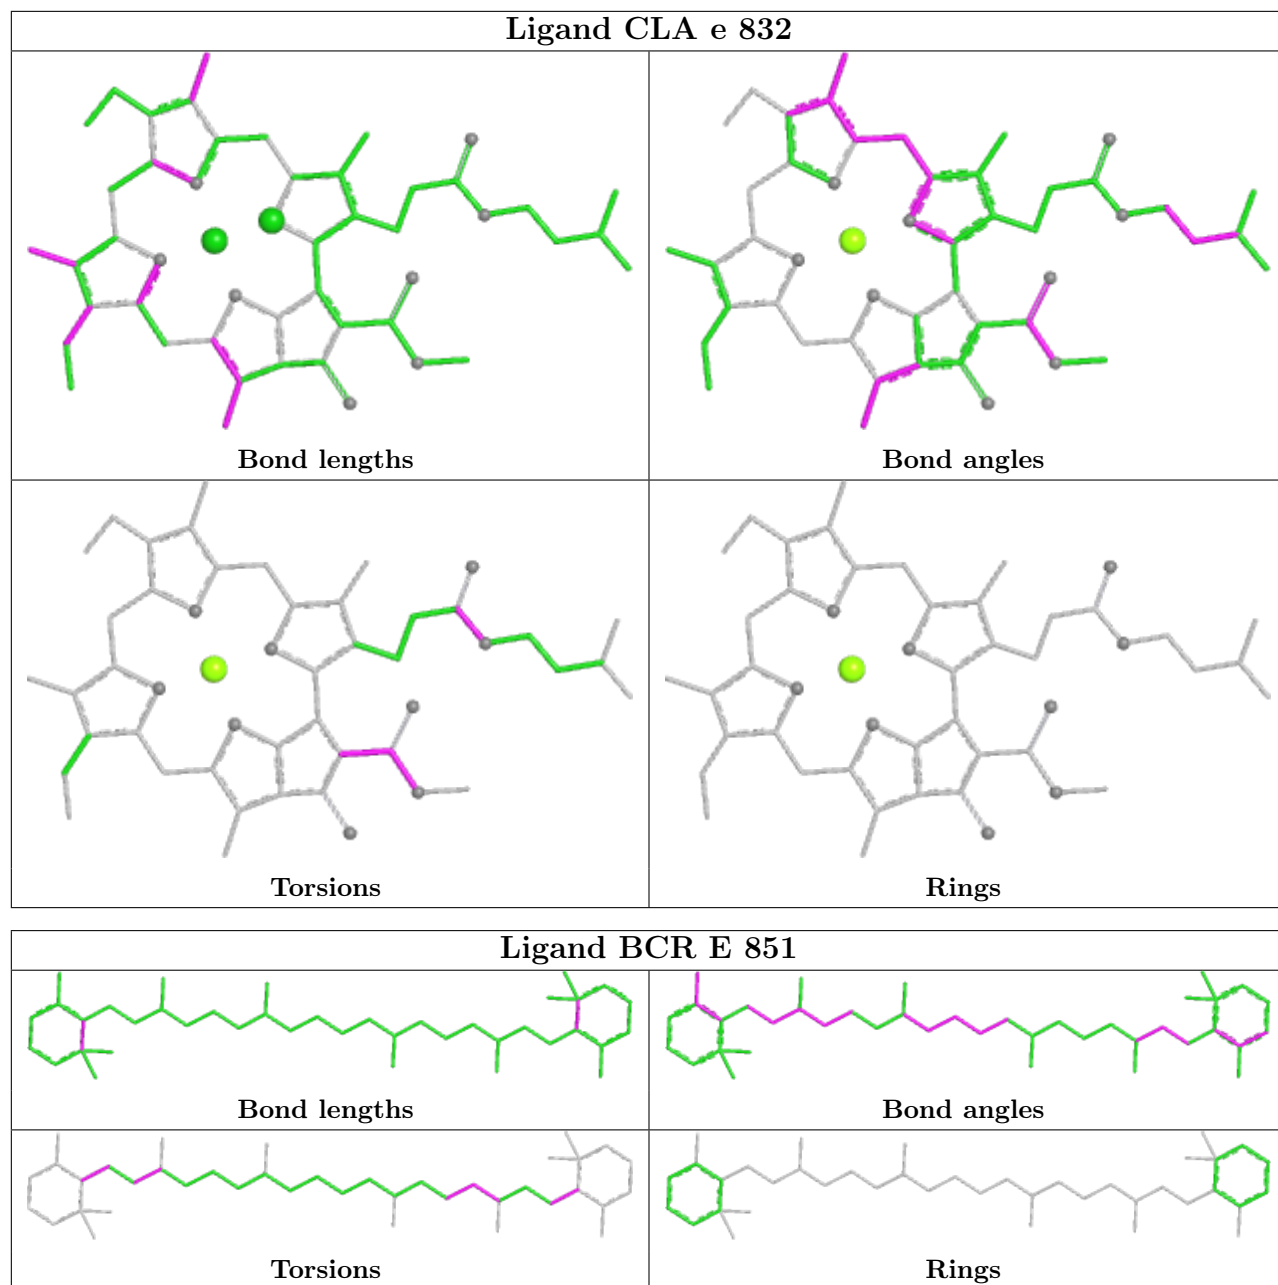 Ligand CLA e 832
Bond lengths
Bond angles
Torsions
Rings
Ligand BCR E 851
Bond lengths
Bond angles
Torsions
Rings